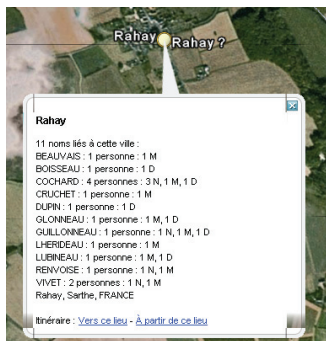 Rahay Rahay ?
Rahay
11 noms liés à cette ville :
BEAUVAIS : 1 personne : 1 M
BOISSEAU : 1 personne : 1 D
COCHARD : 4 personnes : 3 N, 1 M, 1 D
CRUCHET : 1 personne : 1 M
DUPIN : 1 personne : 1 D
GLONNEAU : 1 personne : 1 M, 1 D
GUILLONNEAU : 1 personne : 1 N, 1 M, 1 D
LHERIDEAU : 1 personne : 1 M
LUBINEAU : 1 personne : 1 M, 1 D
RENVOISE : 1 personne : 1 N, 1 M
VIVET : 2 personnes : 1 N, 1 M
Rahay, Sarthe, FRANCE
Itinéraire : Vers ce lieu - À partir de ce lieu